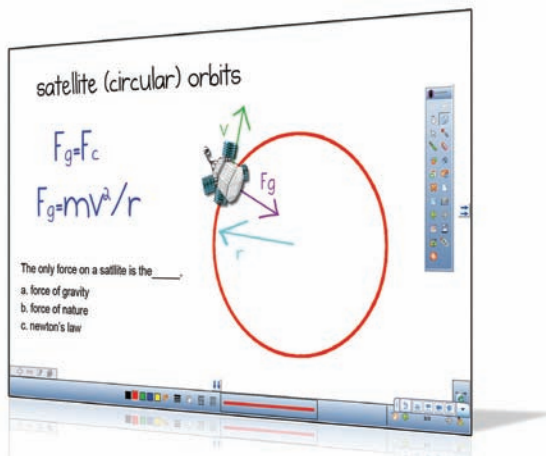 satellite (circular) orbits
Fg=Fc
Fg=mv²/r
v
Fg
r
The only force on a satllite is the_____.
a. force of gravity
b. force of nature
c. newton's law